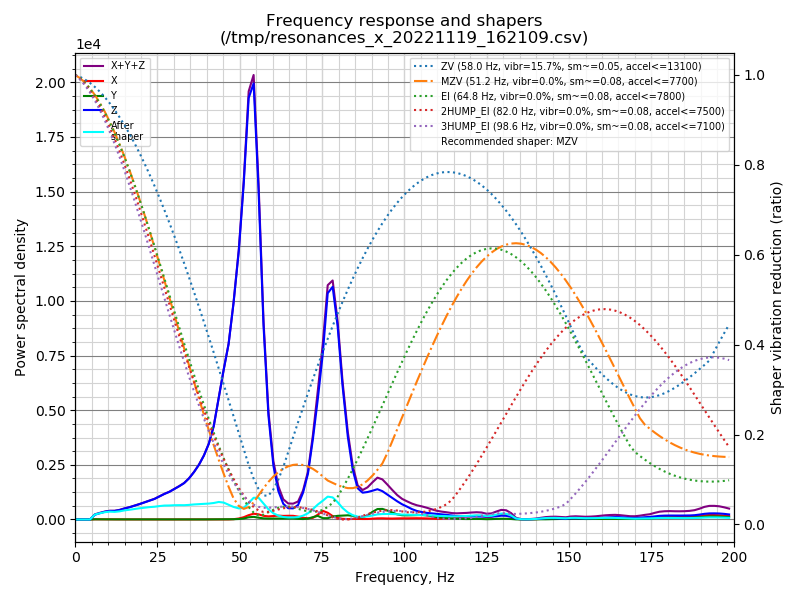 Frequency response and shapers
(/tmp/resonances_x_20221119_162109.csv)
1e4
X+Y+Z
X
Y
Z
After
shaper
ZV (58.0 Hz, vibr=15.7%, sm~=0.05, accel<=13100)
MZV (51.2 Hz, vibr=0.0%, sm~=0.08, accel<=7700)
EI (64.8 Hz, vibr=0.0%, sm~=0.08, accel<=7800)
2HUMP_EI (82.0 Hz, vibr=0.0%, sm~=0.08, accel<=7500)
3HUMP_EI (98.6 Hz, vibr=0.0%, sm~=0.08, accel<=7100)
Recommended shaper: MZV
Power spectral density
2.00
1.75
1.50
1.25
1.00
0.75
0.50
0.25
0.00
1.0
0.8
0.6
0.4
0.2
0.0
Shaper vibration reduction (ratio)
0 25 50 75 100 125 150 175 200
Frequency, Hz